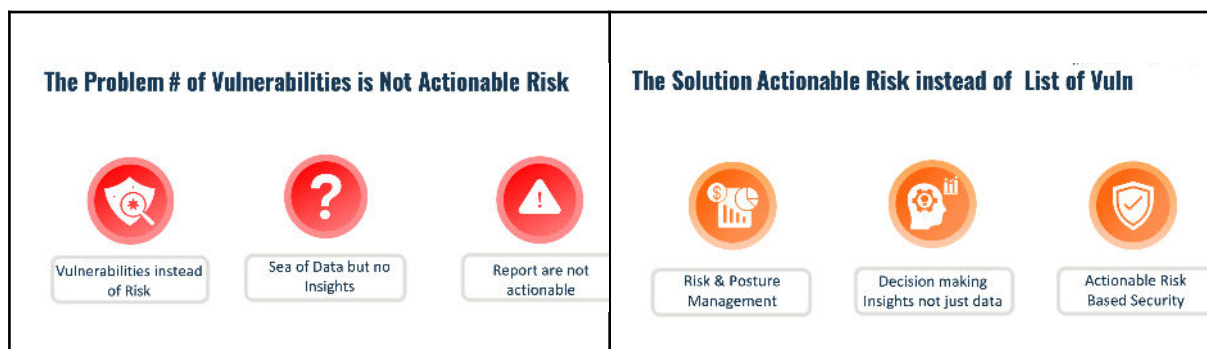 The Problem # of Vulnerabilities is Not Actionable Risk
Vulnerabilities instead
of Risk
Sea of Data but no
Insights
Report are not
actionable
The Solution Actionable Risk instead of List of Vuln
Risk & Posture
Management
Decision making
Insights not just data
Actionable Risk
Based Security